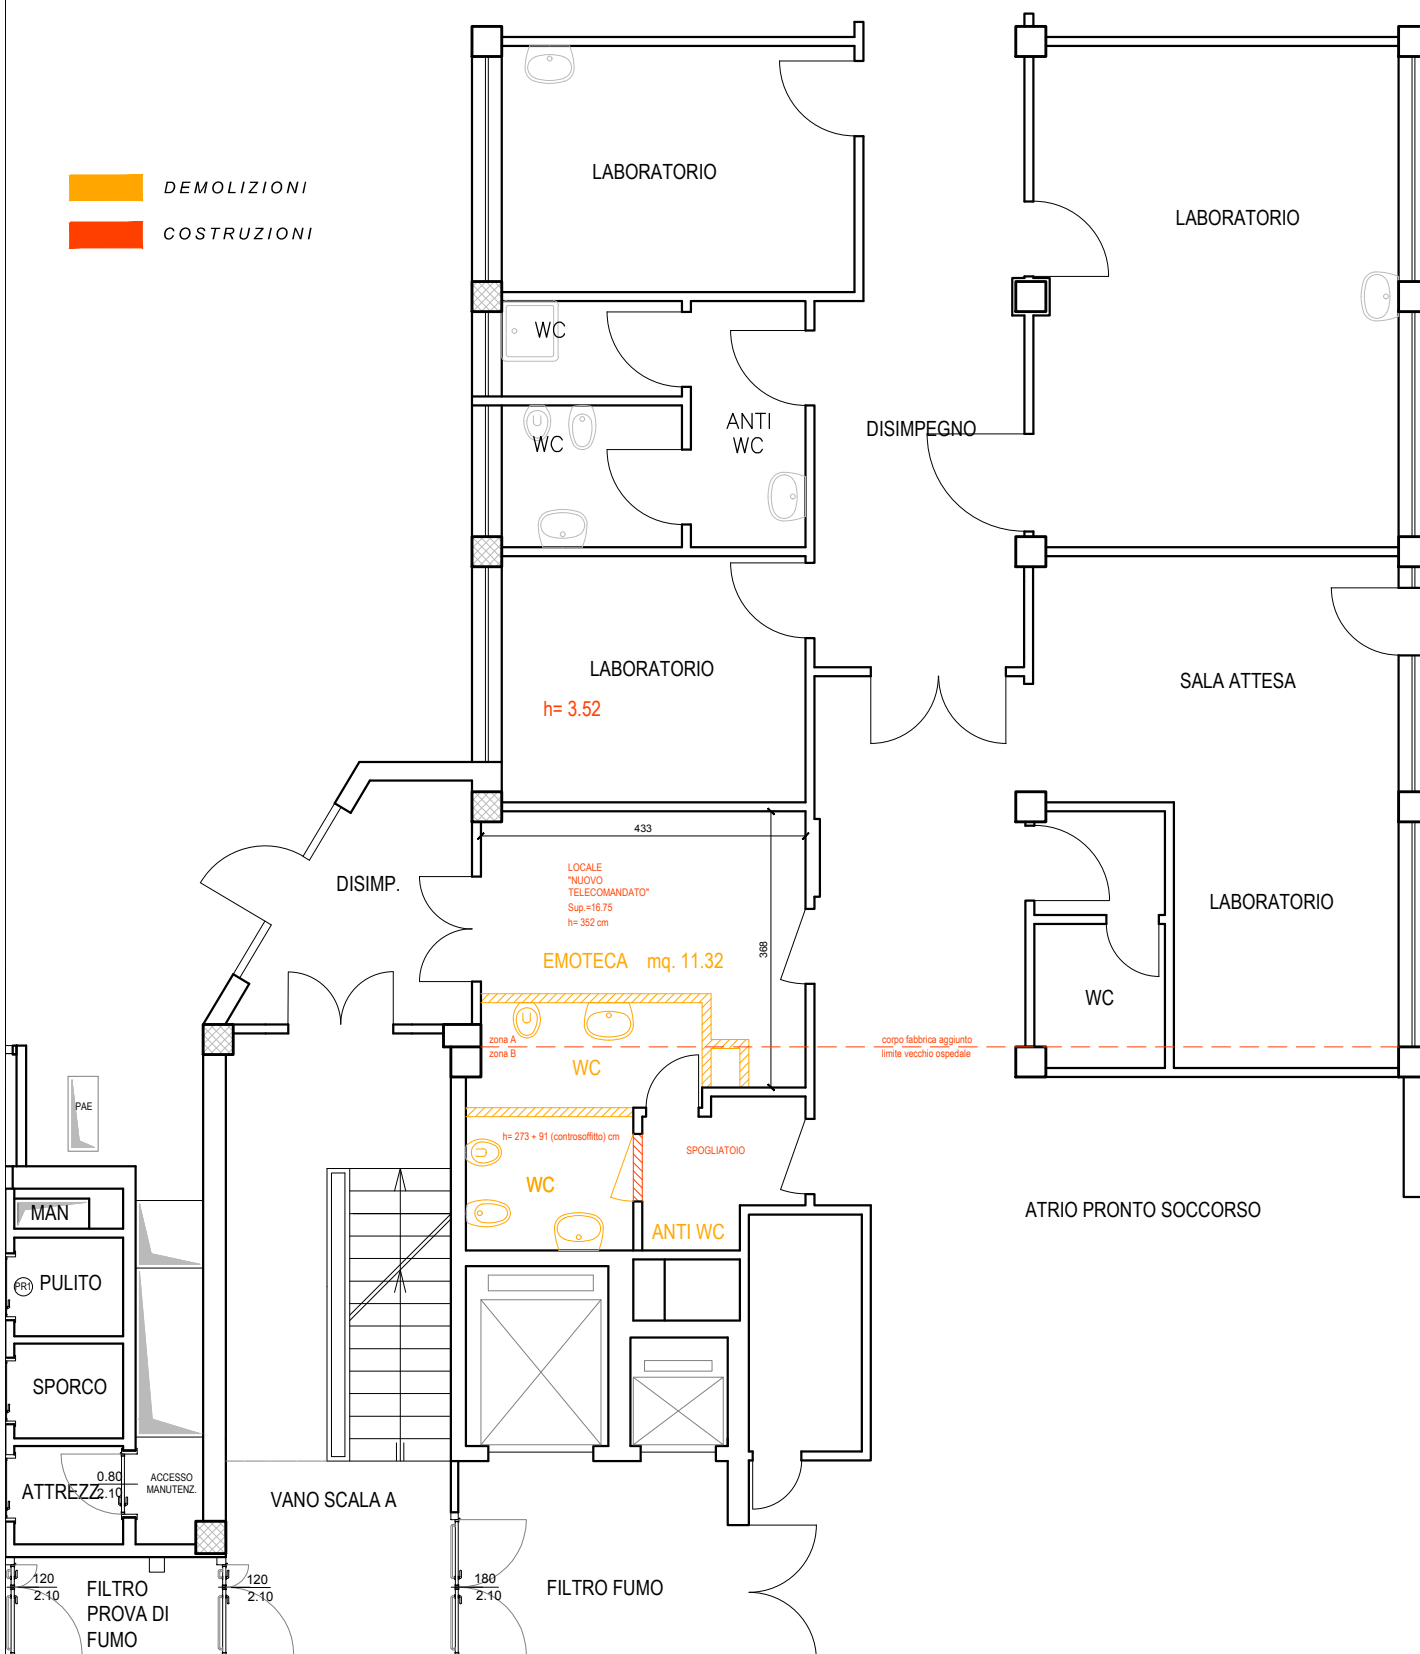 DEMOLIZIONI
COSTRUZIONI
LABORATORIO
LABORATORIO
WC
ANTI
WC
WC
DISIMPEGNO
LABORATORIO
h= 3.52
SALA ATTESA
433
LOCALE
"NUOVO
TELECOMANDATO"
Sup.=16.75
h= 352 cm
368
DISIMP.
EMOTECA mq. 11.32
LABORATORIO
WC
zona A
zona B
corpo fabbrica aggiunto
limite vecchio ospedale
WC
PAE
h= 273 + 91 (controsoffitto) cm
SPOGLIATOIO
WC
ANTI WC
ATRIO PRONTO SOCCORSO
MAN
PR1
PULITO
SPORCO
ATTREZZ.
0.80
2.10
ACCESSO
MANUTENZ.
VANO SCALA A
120
2.10
FILTRO
PROVA DI
FUMO
120
2.10
180
2.10
FILTRO FUMO